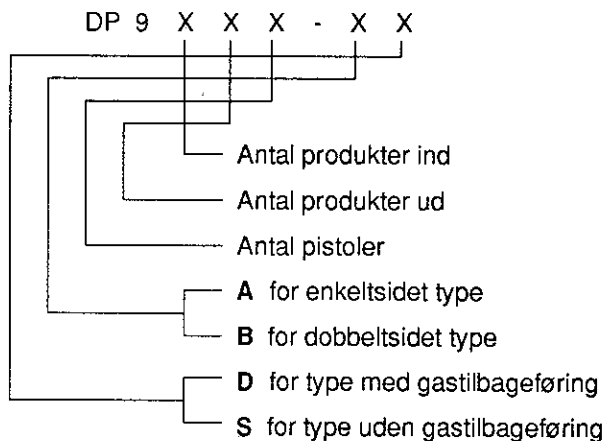 DP 9 X X X - X X
Antal produkter ind
Antal produkter ud
Antal pistoler
A for enkeltsidet type
B for dobbeltsidet type
D for type med gastilbageføring
S for type uden gastilbageføring